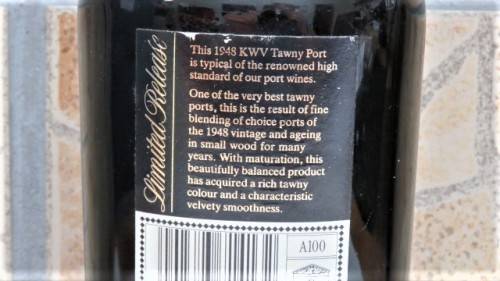 Limited Release
This 1948 KWV Tawny Port
is typical of the renowned high
standard of our port wines.
One of the very best tawny
ports, this is the result of fine
blending of choice ports of
the 1948 vintage and ageing
in small wood for many
years. With maturation, this
beautifully balanced product
has acquired a rich tawny
colour and a characteristic
velvety smoothness.
A100